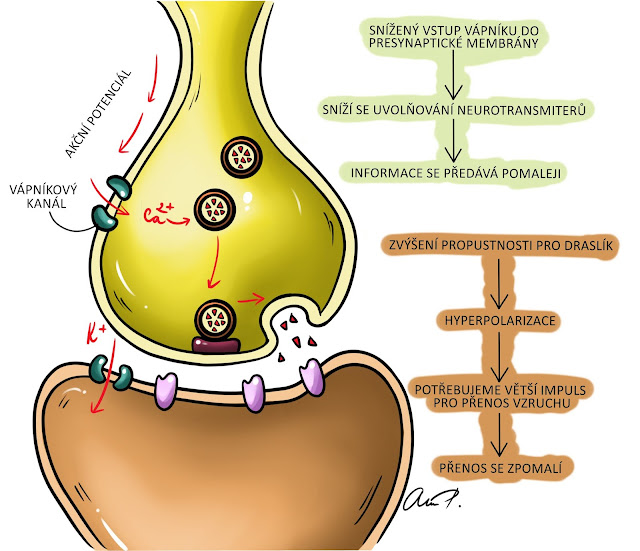 AKČNÍ POTENCIÁL
VÁPNÍKOVÝ
KANÁL
Ca2+
K+
SNÍŽENÝ VSTUP VÁPNÍKU DO
PRESYNAPTICKÉ MEMBRÁNY
SNÍŽÍ SE UVOLŇOVÁNÍ NEUROTRANSMITERŮ
INFORMACE SE PŘEDÁVÁ POMALEJI
ZVÝŠENÍ PROPUSTNOSTI PRO DRASLÍK
HYPERPOLARIZACE
POTŘEBUJEME VĚTŠÍ IMPULS
PRO PŘENOS VZRUCHU
PŘENOS SE ZPOMALÍ